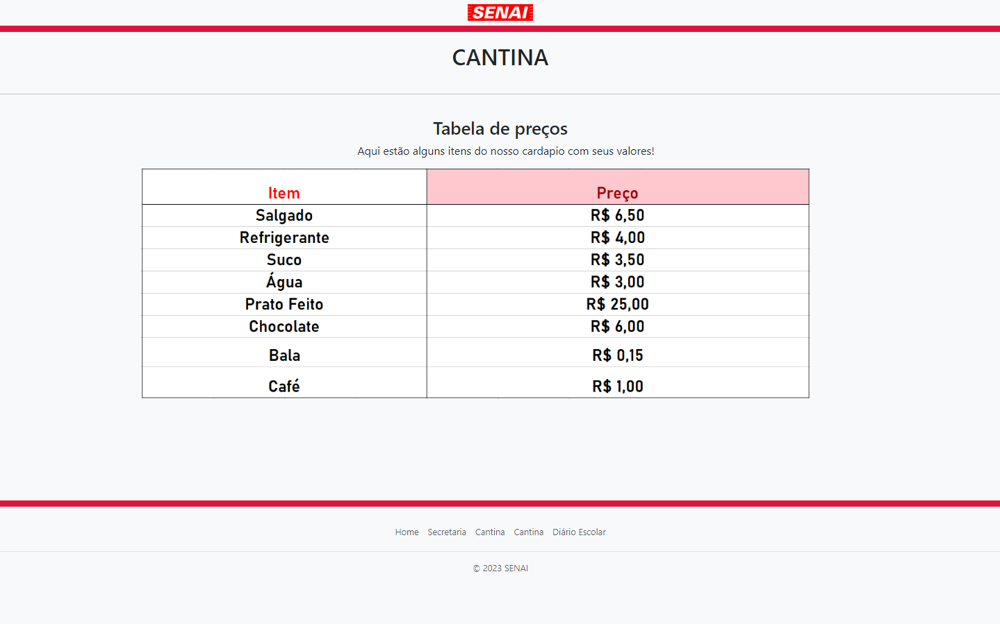 SENAI
CANTINA
Tabela de preços
Aqui estão alguns itens do nosso cardapio com seus valores!
Item Preço
Salgado R$ 6,50
Refrigerante R$ 4,00
Suco R$ 3,50
Água R$ 3,00
Prato Feito R$ 25,00
Chocolate R$ 6,00
Bala R$ 0,15
Café R$ 1,00
Home Secretaria Cantina Cantina Diário Escolar
© 2023 SENAI